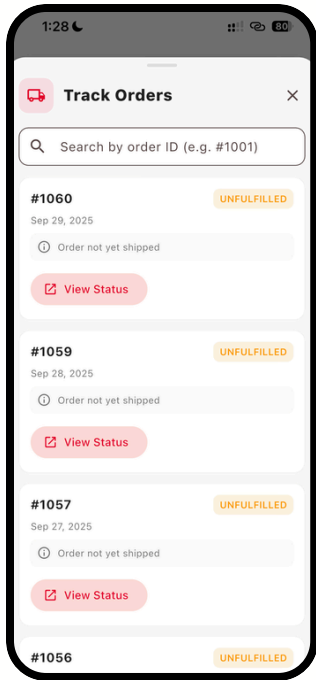 1:28
80
Track Orders
Search by order ID (e.g. #1001)
#1060
UNFULFILLED
Sep 29, 2025
Order not yet shipped
View Status
#1059
UNFULFILLED
Sep 28, 2025
Order not yet shipped
View Status
#1057
UNFULFILLED
Sep 27, 2025
Order not yet shipped
View Status
#1056
UNFULFILLED